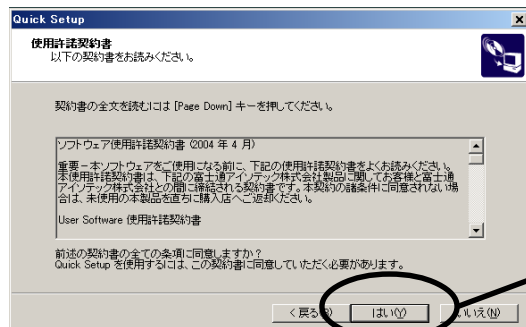 Quick Setup
使用許諾契約書
以下の契約書をお読みください。
契約書の全文を読むには [Page Down] キーを押してください。
ソフトウェア使用許諾契約書 (2004 年 4 月)
重要－本ソフトウェアをご使用になる前に、下記の使用許諾契約書をよくお読みください。
本使用許諾契約書は、下記の富士通アイソテック株式会社製品に関してお客様と富士通
アイソテック株式会社との間に締結される契約書です。本契約の諸条件に同意されない場
合は、未使用の本製品を直ちに購入店へご返却ください。
User Software 使用許諾契約書
前述の契約書の全ての条項に同意しますか?
Quick Setup を使用するには、この契約書に同意していただく必要があります。
< 戻る(B) はい(Y) いいえ(N)